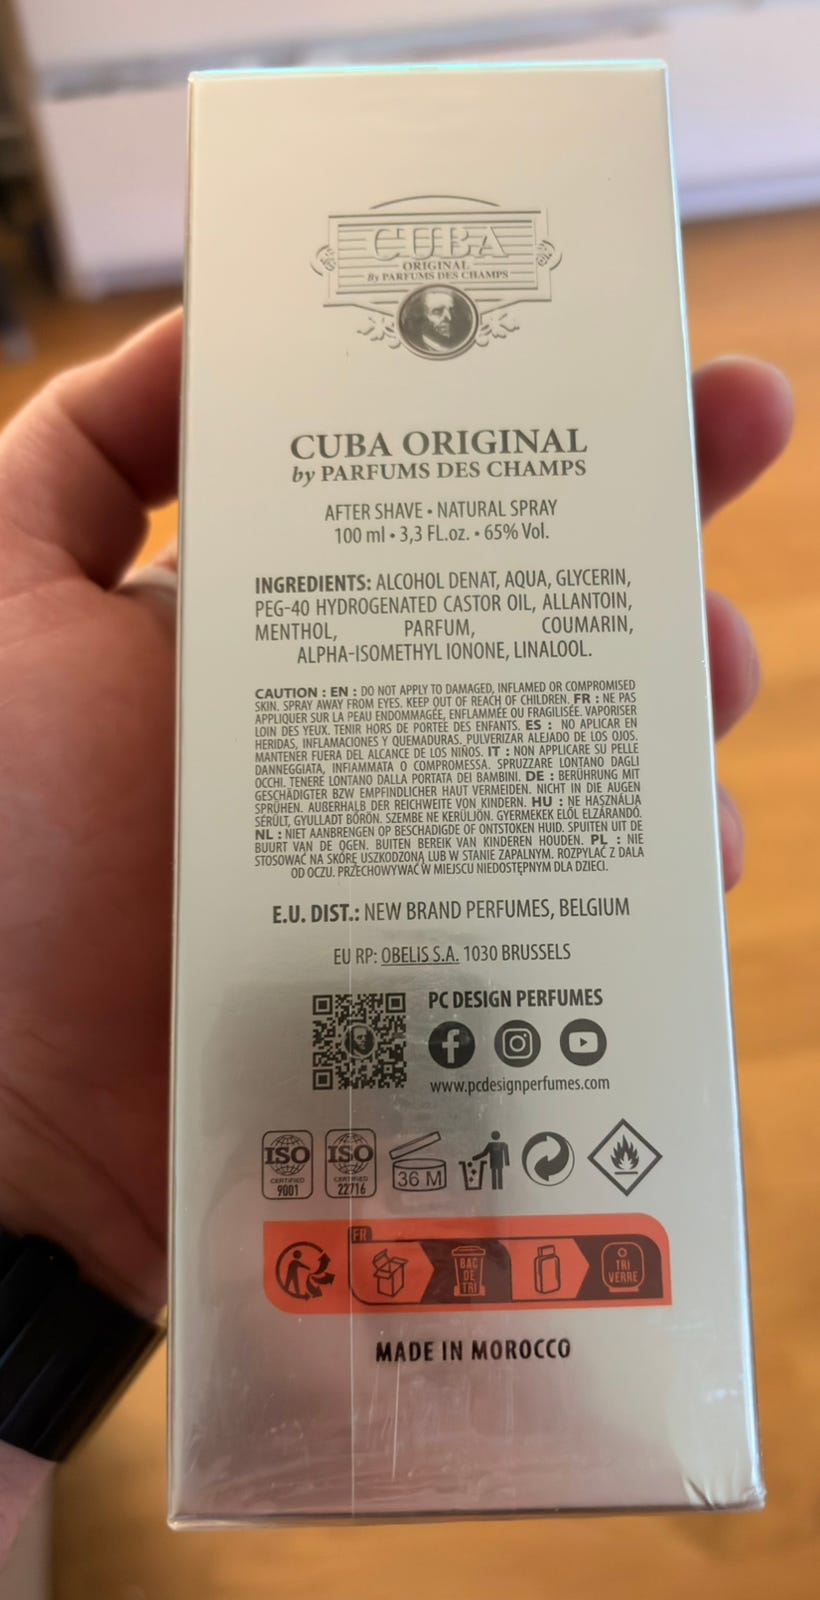 CUBA
ORIGINAL
By PARFUMS DES CHAMPS
CUBA ORIGINAL
by PARFUMS DES CHAMPS
AFTER SHAVE • NATURAL SPRAY
100 ml • 3,3 FL.oz. • 65% Vol.
INGREDIENTS: ALCOHOL DENAT, AQUA, GLYCERIN,
PEG-40 HYDROGENATED CASTOR OIL, ALLANTOIN,
MENTHOL, PARFUM, COUMARIN,
ALPHA-ISOMETHYL IONONE, LINALOOL.
CAUTION : EN : DO NOT APPLY TO DAMAGED, INFLAMED OR COMPROMISED
SKIN. SPRAY AWAY FROM EYES. KEEP OUT OF REACH OF CHILDREN. FR : NE PAS
APPLIQUER SUR LA PEAU ENDOMMAGÉE, ENFLAMMÉE OU FRAGILISÉE. VAPORISER
LOIN DES YEUX. TENIR HORS DE PORTÉE DES ENFANTS. ES : NO APLICAR EN
HERIDAS, INFLAMACIONES Y QUEMADURAS. PULVERIZAR ALEJADO DE LOS OJOS.
MANTENER FUERA DEL ALCANCE DE LOS NIÑOS. IT : NON APPLICARE SU PELLE
DANNEGGIATA, INFIAMMATA O COMPROMESSA. SPRUZZARE LONTANO DAGLI
OCCHI. TENERE LONTANO DALLA PORTATA DEI BAMBINI. DE : BERÜHRUNG MIT
GESCHÄDIGTER BZW EMPFINDLICHER HAUT VERMEIDEN. NICHT IN DIE AUGEN
SPRÜHEN. AUßERHALB DER REICHWEITE VON KINDERN. HU : NE HASZNÁLJA
SÉRÜLT, GYULLADT BŐRÖN. SZEMBE NE KERÜLJÖN. GYERMEKEK ELŐL ELZÁRANDÓ.
NL : NIET AANBRENGEN OP BESCHADIGDE OF ONTSTOKEN HUID. SPUITEN UIT DE
BUURT VAN DE OGEN. BUITEN BEREIK VAN KINDEREN HOUDEN. PL : NIE
STOSOWAĆ NA SKÓRĘ USZKODZONĄ LUB W STANIE ZAPALNYM. ROZPYLAĆ Z DALA
OD OCZU. PRZECHOWYWAĆ W MIEJSCU NIEDOSTĘPNYM DLA DZIECI.
E.U. DIST.: NEW BRAND PERFUMES, BELGIUM
EU RP: OBELIS S.A. 1030 BRUSSELS
PC DESIGN PERFUMES
www.pcdesignperfumes.com
ISO
CERTIFIED
9001
ISO
CERTIFIED
22716
36 M
FR
BAC
DE
TRI
TRI
VERRE
MADE IN MOROCCO